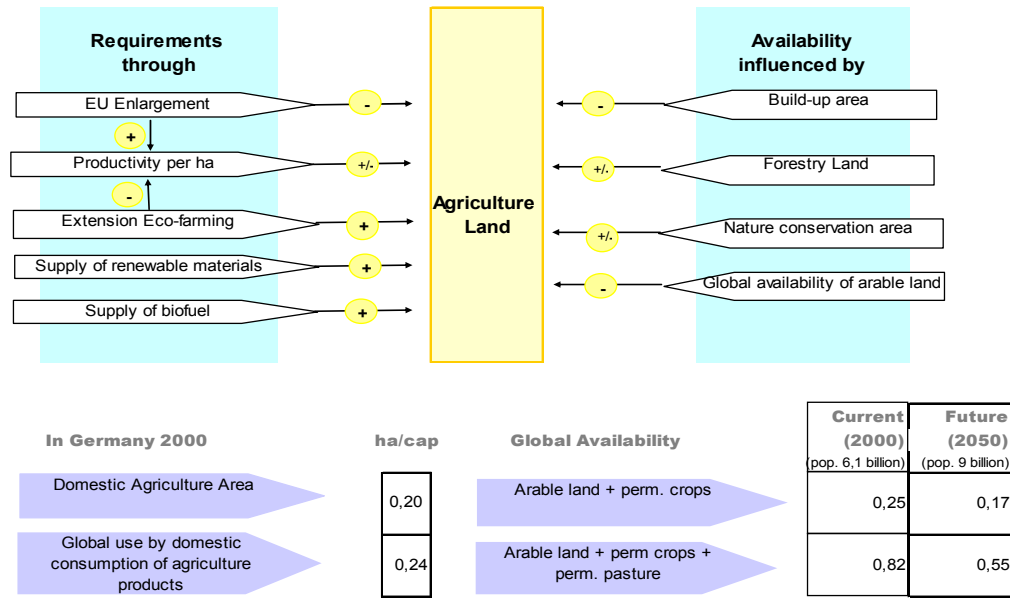 Requirements
through
EU Enlargement
-
+
Productivity per ha
+/-
-
Extension Eco-farming
+
Supply of renewable materials
+
Supply of biofuel
+
Agriculture
Land
Availability
influenced by
-
Build-up area
+/-
Forestry Land
+/-
Nature conservation area
-
Global availability of arable land
In Germany 2000
ha/cap
Domestic Agriculture Area
0,20
Global use by domestic
consumption of agriculture
products
0,24
Global Availability
Current
(2000)
(pop. 6,1 billion)
Future
(2050)
(pop. 9 billion)
Arable land + perm. crops
0,25
0,17
Arable land + perm crops +
perm. pasture
0,82
0,55